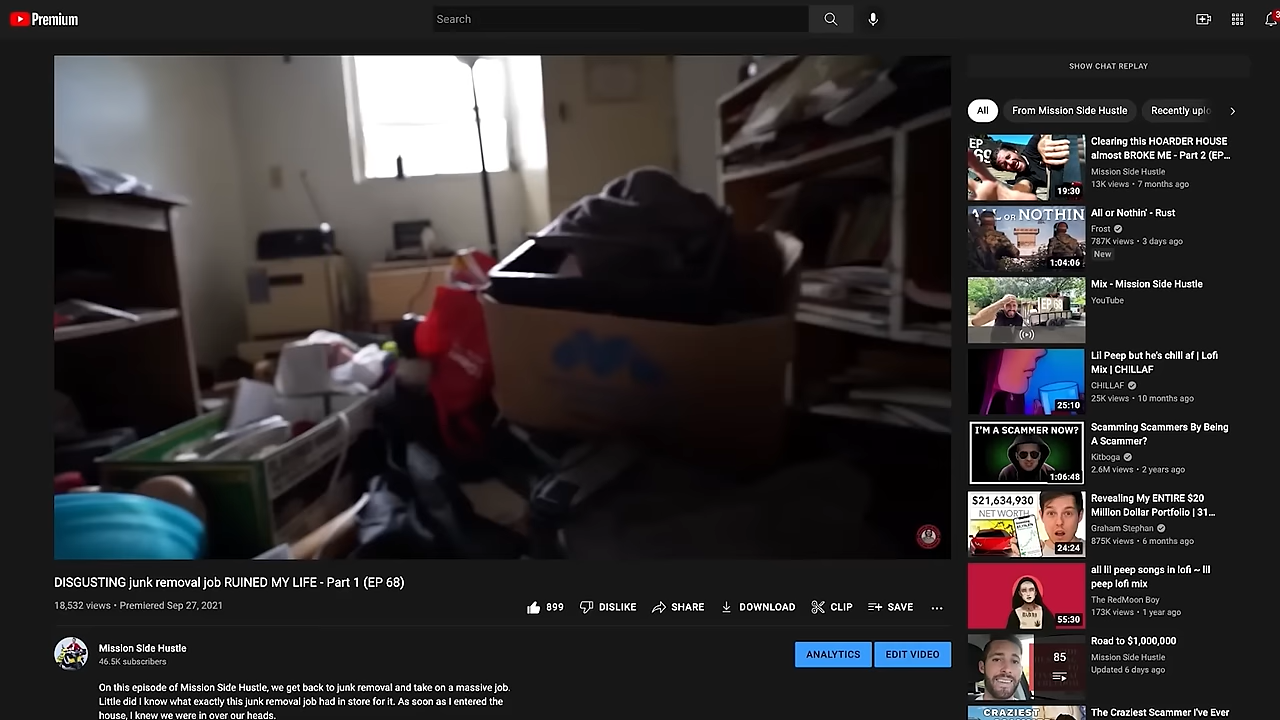 Premium
Search
3
SHOW CHAT REPLAY
All
From Mission Side Hustle
Recently uplo
EP
69
19:30
Clearing this HOARDER HOUSE
almost BROKE ME - Part 2 (EP...
Mission Side Hustle
13K views • 7 months ago
ALL OR NOTHIN
1:04:06
All or Nothin' - Rust
Frost
787K views • 3 days ago
New
EP 68
Mix - Mission Side Hustle
YouTube
25:10
Lil Peep but he's chill af | Lofi
Mix | CHILLAF
CHILLAF
25K views • 10 months ago
I'M A SCAMMER NOW?
1:06:48
Scamming Scammers By Being
A Scammer?
Kitboga
2.6M views • 2 years ago
$21,634,930
NET WORTH
24:24
Revealing My ENTIRE $20
Million Dollar Portfolio | 31...
Graham Stephan
875K views • 6 months ago
55:30
all lil peep songs in lofi ~ lil
peep lofi mix
The RedMoon Boy
173K views • 1 year ago
85
Road to $1,000,000
Mission Side Hustle
Updated 6 days ago
CRAZIEST
The Craziest Scammer I've Ever
DISGUSTING junk removal job RUINED MY LIFE - Part 1 (EP 68)
18,532 views • Premiered Sep 27, 2021
899
DISLIKE
SHARE
DOWNLOAD
CLIP
SAVE
...
Mission Side Hustle
46.5K subscribers
ANALYTICS
EDIT VIDEO
On this episode of Mission Side Hustle, we get back to junk removal and take on a massive job.
Little did I know what exactly this junk removal job had in store for it. As soon as I entered the
house, I knew we were in over our heads.